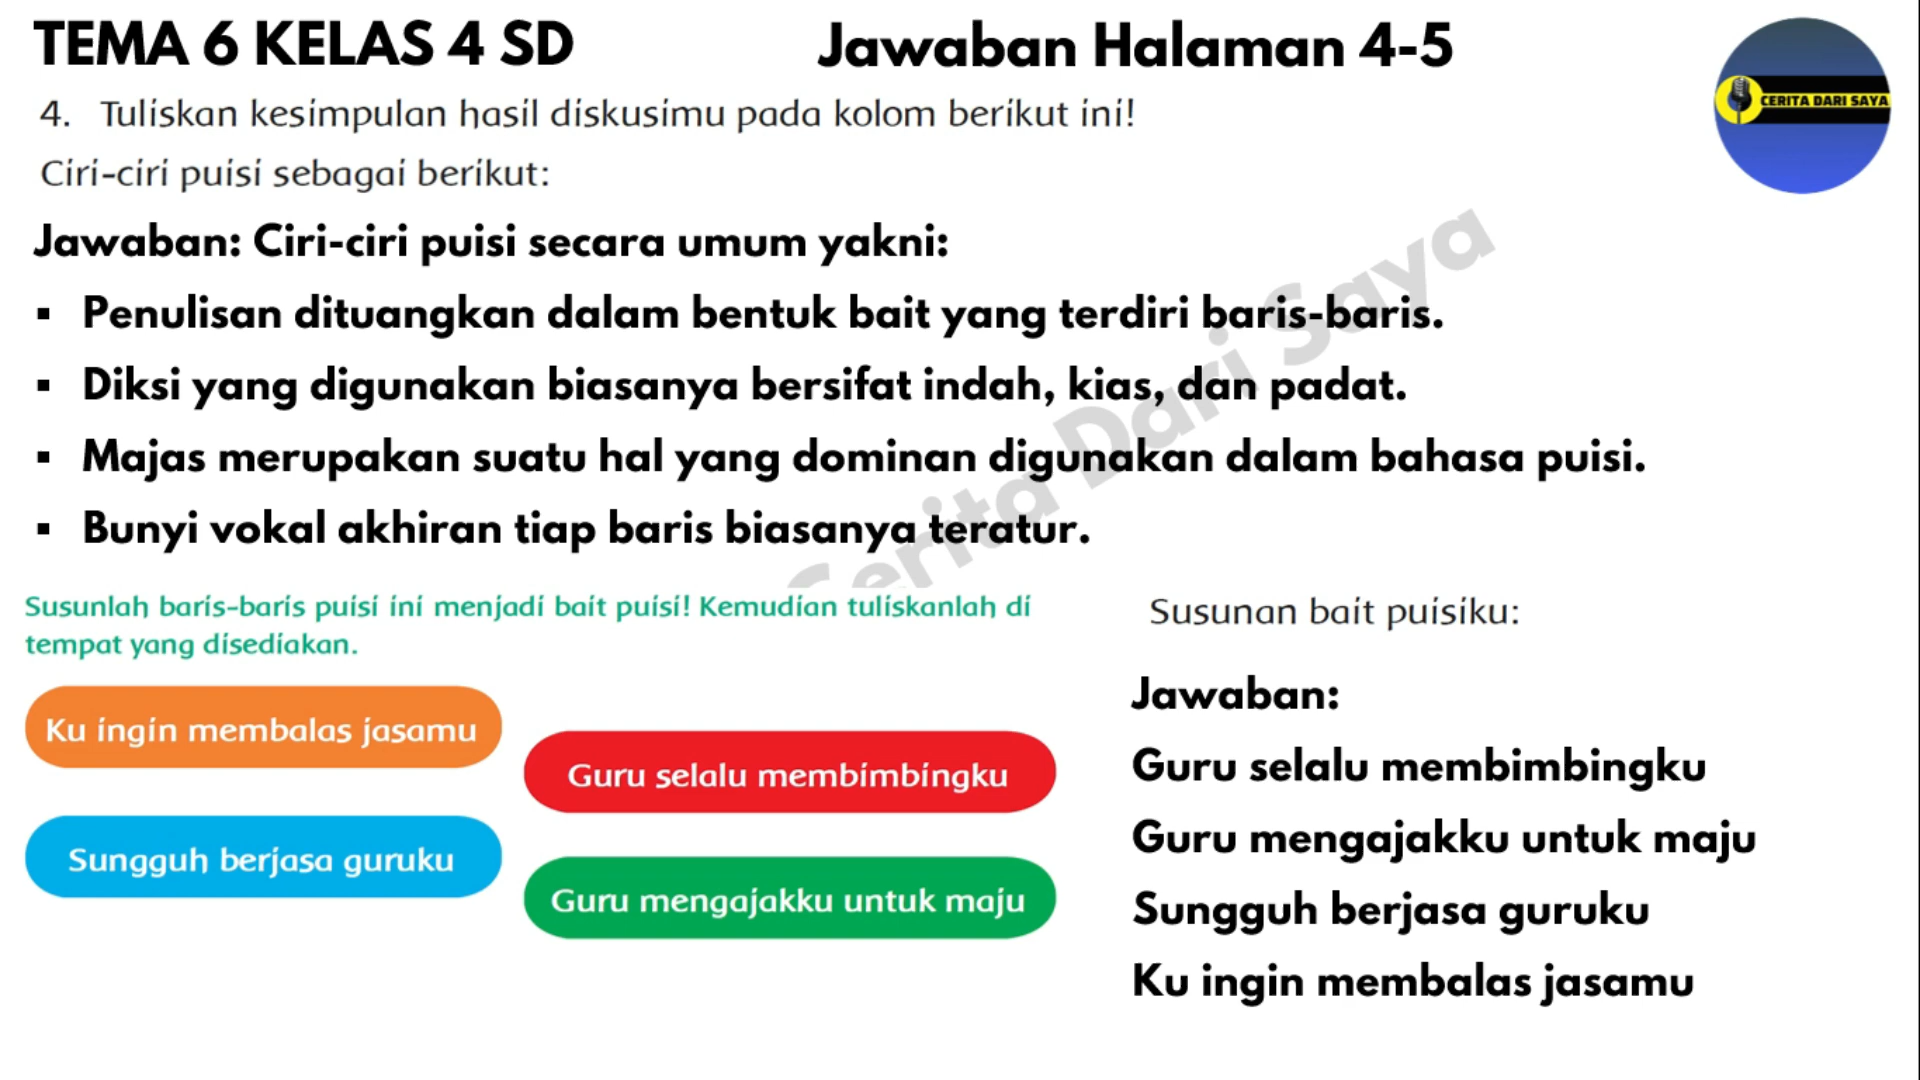 TEMA 6 KELAS 4 SD
Jawaban Halaman 4-5
CERITA DARI SAYA
4. Tuliskan kesimpulan hasil diskusimu pada kolom berikut ini!
Ciri-ciri puisi sebagai berikut:
Jawaban: Ciri-ciri puisi secara umum yakni:
▪ Penulisan dituangkan dalam bentuk bait yang terdiri baris-baris.
▪ Diksi yang digunakan biasanya bersifat indah, kias, dan padat.
▪ Majas merupakan suatu hal yang dominan digunakan dalam bahasa puisi.
▪ Bunyi vokal akhiran tiap baris biasanya teratur.
Cerita Dari Saya
Susunlah baris-baris puisi ini menjadi bait puisi! Kemudian tuliskanlah di
tempat yang disediakan.
Ku ingin membalas jasamu
Guru selalu membimbingku
Sungguh berjasa guruku
Guru mengajakku untuk maju
Susunan bait puisiku:
Jawaban:
Guru selalu membimbingku
Guru mengajakku untuk maju
Sungguh berjasa guruku
Ku ingin membalas jasamu